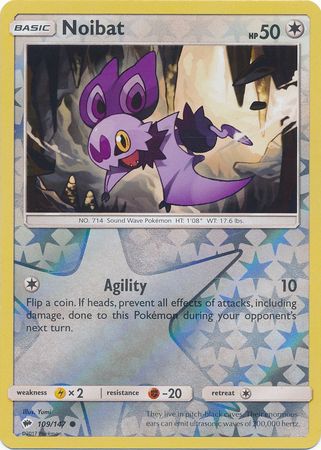 BASIC Noibat HP 50
NO. 714 Sound Wave Pokémon HT: 1'08" WT: 17.6 lbs.
Agility 10
Flip a coin. If heads, prevent all effects of attacks, including
damage, done to this Pokémon during your opponent's
next turn.
weakness ×2 resistance -20 retreat
Illus. Yumi
They live in pitch-black caves. Their enormous
109/147
ears can emit ultrasonic waves of 200,000 hertz.
©2017